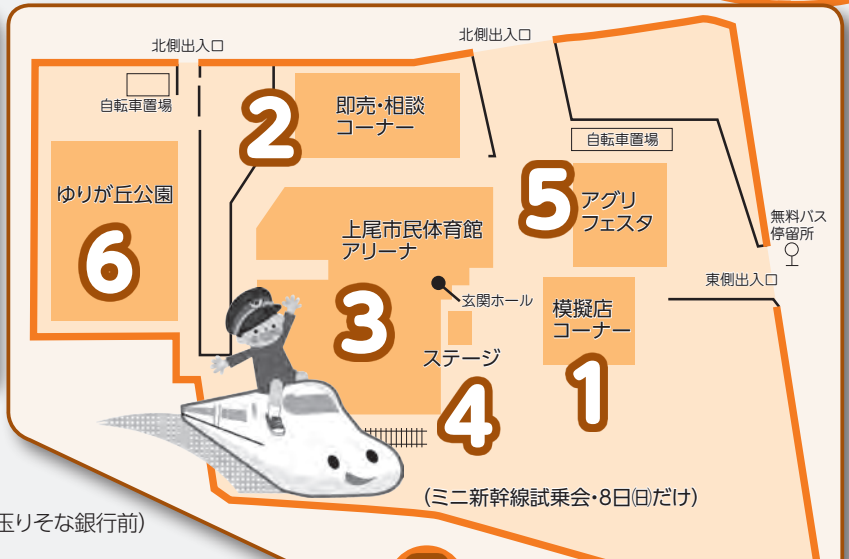 北側出入口
北側出入口
自転車置場
2
即売・相談
コーナー
自転車置場
ゆりが丘公園
6
5
アグリ
フェスタ
無料バス
停留所
上尾市民体育館
アリーナ
3
玄関ホール
東側出入口
模擬店
コーナー
1
ステージ
4
(ミニ新幹線試乗会・8日㈰だけ)
玉りそな銀行前)